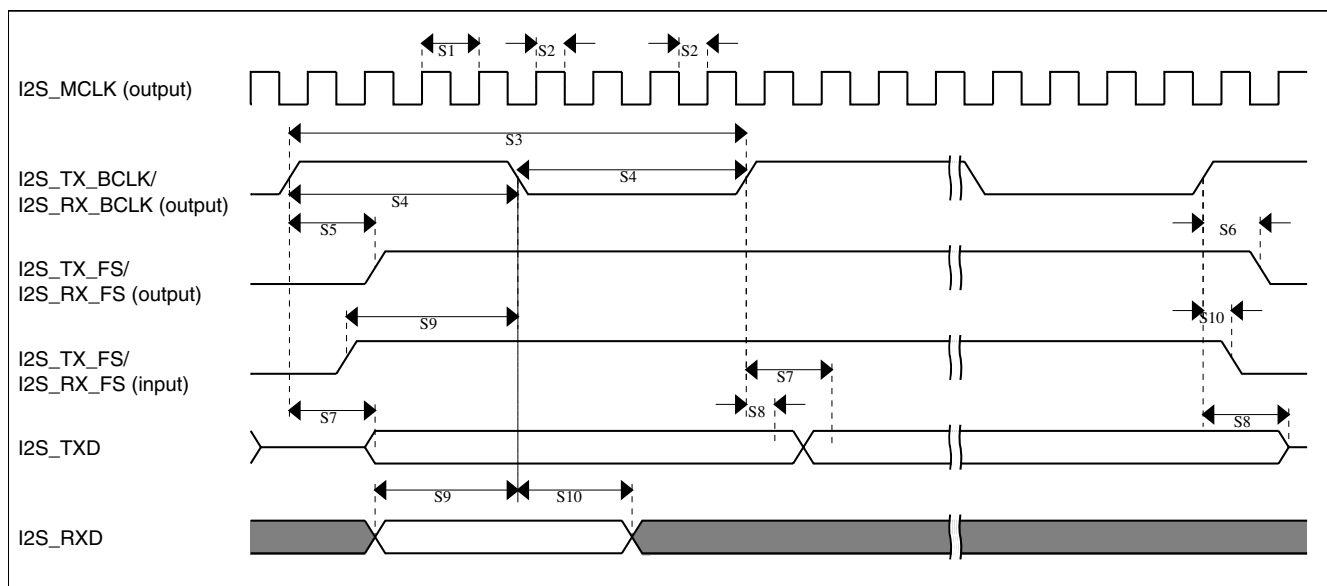 S1
S2
S2
I2S_MCLK (output)
S3
I2S_TX_BCLK/
I2S_RX_BCLK (output)
S4
S4
S5
S6
I2S_TX_FS/
I2S_RX_FS (output)
S9
S10
I2S_TX_FS/
I2S_RX_FS (input)
S7
S7
S8
S8
I2S_TXD
S9
S10
I2S_RXD